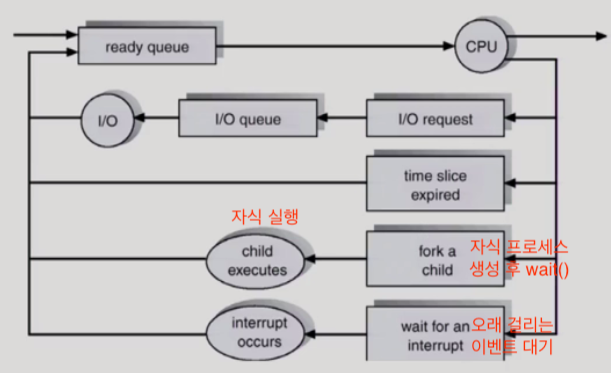 ready queue
CPU
I/O
I/O queue
I/O request
time slice
expired
자식 실행
child
executes
fork a
child
자식 프로세스
생성 후 wait()
interrupt
occurs
wait for an
interrupt
오래 걸리는
이벤트 대기